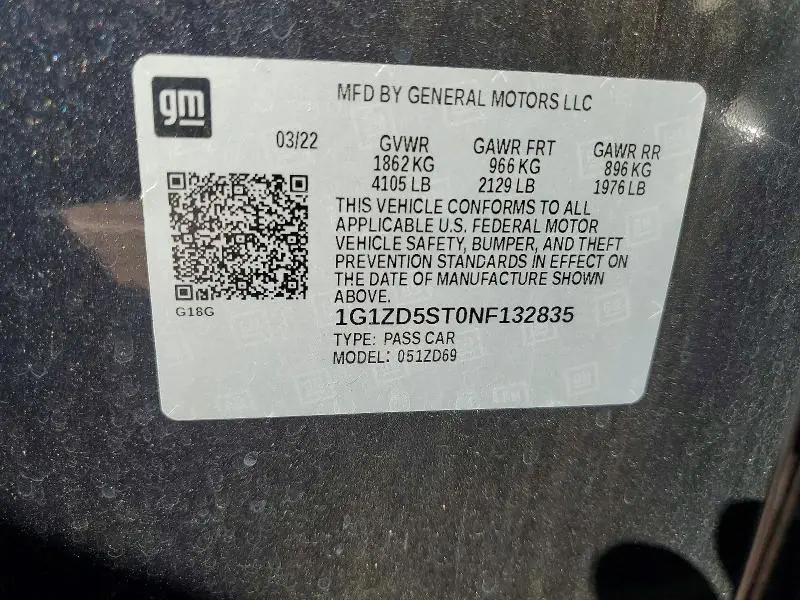 gm
MFD BY GENERAL MOTORS LLC
03/22
GVWR GAWR FRT GAWR RR
1862 KG 966 KG 896 KG
4105 LB 2129 LB 1976 LB
THIS VEHICLE CONFORMS TO ALL
APPLICABLE U.S. FEDERAL MOTOR
VEHICLE SAFETY, BUMPER, AND THEFT
PREVENTION STANDARDS IN EFFECT ON
THE DATE OF MANUFACTURE SHOWN
ABOVE.
G18G
1G1ZD5ST0NF132835
TYPE: PASS CAR
MODEL: 051ZD69